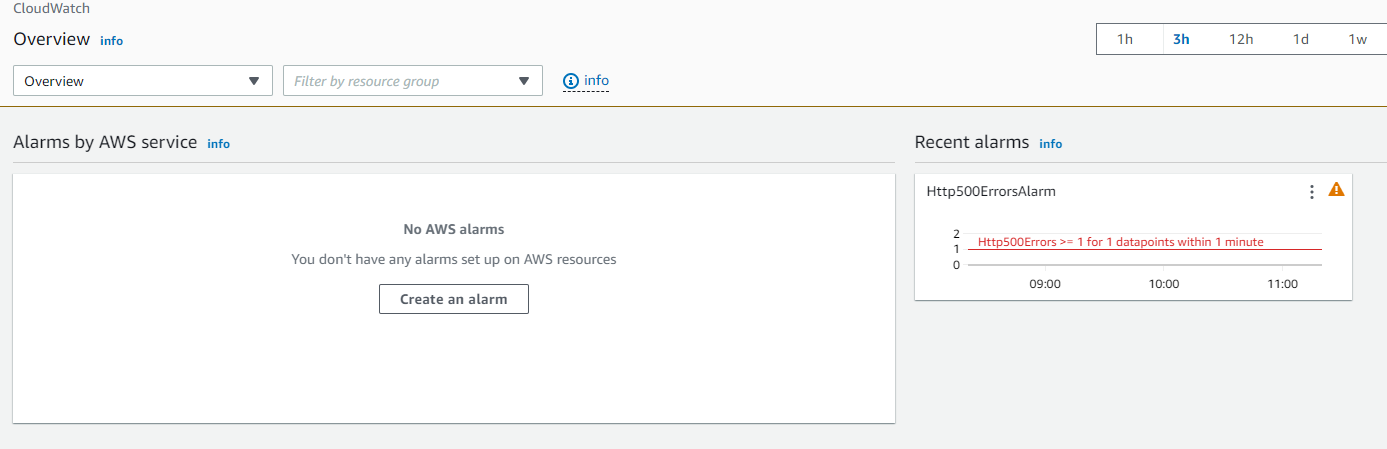 CloudWatch
Overview info
1h 3h 12h 1d 1w
Overview
Filter by resource group
info
Alarms by AWS service info
No AWS alarms
You don't have any alarms set up on AWS resources
Create an alarm
Recent alarms info
Http500ErrorsAlarm
2
Http500Errors >= 1 for 1 datapoints within 1 minute
1
0
09:00 10:00 11:00